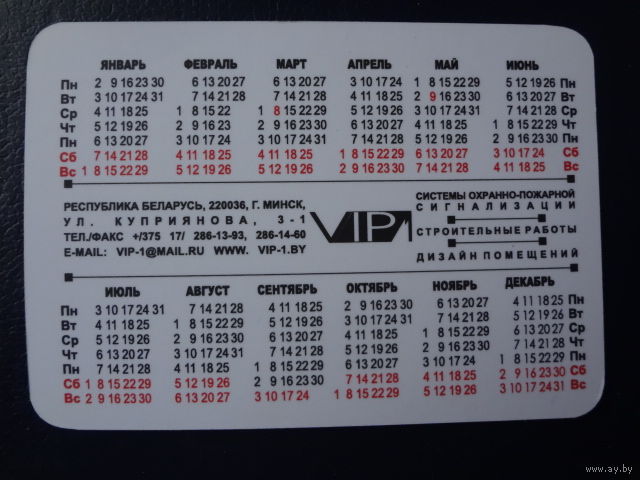 ЯНВАРЬ ФЕВРАЛЬ МАРТ АПРЕЛЬ МАЙ ИЮНЬ
Пн 2 9 16 23 30 6 13 20 27 6 13 20 27 3 10 17 24 1 8 15 22 29 5 12 19 26 Пн
Вт 3 10 17 24 31 7 14 21 28 7 14 21 28 4 11 18 25 2 9 16 23 30 6 13 20 27 Вт
Ср 4 11 18 25 1 8 15 22 1 8 15 22 29 5 12 19 26 3 10 17 24 31 7 14 21 28 Ср
Чт 5 12 19 26 2 9 16 23 2 9 16 23 30 6 13 20 27 4 11 18 25 1 8 15 22 29 Чт
Пн 6 13 20 27 3 10 17 24 3 10 17 24 31 7 14 21 28 5 12 19 26 2 9 16 23 30 Пн
Сб 7 14 21 28 4 11 18 25 4 11 18 25 1 8 15 22 29 6 13 20 27 3 10 17 24 Сб
Вс 1 8 15 22 29 5 12 19 26 5 12 19 26 2 9 16 23 30 7 14 21 28 4 11 18 25 Вс
РЕСПУБЛИКА БЕЛАРУСЬ, 220036, Г. МИНСК,
УЛ. КУПРИЯНОВА, 3-1
ТЕЛ./ФАКС +/375 17/ 286-13-93, 286-14-60
E-MAIL: VIP-1@MAIL.RU WWW. VIP-1.BY
VIP1
СИСТЕМЫ ОХРАННО-ПОЖАРНОЙ
СИГНАЛИЗАЦИИ
СТРОИТЕЛЬНЫЕ РАБОТЫ
ДИЗАЙН ПОМЕЩЕНИЙ
ИЮЛЬ АВГУСТ СЕНТЯБРЬ ОКТЯБРЬ НОЯБРЬ ДЕКАБРЬ
Пн 3 10 17 24 31 7 14 21 28 4 11 18 25 2 9 16 23 30 6 13 20 27 4 11 18 25 Пн
Вт 4 11 18 25 1 8 15 22 29 5 12 19 26 3 10 17 24 31 7 14 21 28 5 12 19 26 Вт
Ср 5 12 19 26 2 9 16 23 30 6 13 20 27 4 11 18 25 1 8 15 22 29 6 13 20 27 Ср
Чт 6 13 20 27 3 10 17 24 31 7 14 21 28 5 12 19 26 2 9 16 23 30 7 14 21 28 Чт
Пн 7 14 21 28 4 11 18 25 1 8 15 22 29 6 13 20 27 3 10 17 24 1 8 15 22 29 Пн
Сб 1 8 15 22 29 5 12 19 26 2 9 16 23 30 7 14 21 28 4 11 18 25 2 9 16 23 30 Сб
Вс 2 9 16 23 30 6 13 20 27 3 10 17 24 1 8 15 22 29 5 12 19 26 3 10 17 24 31 Вс
www.ay.by